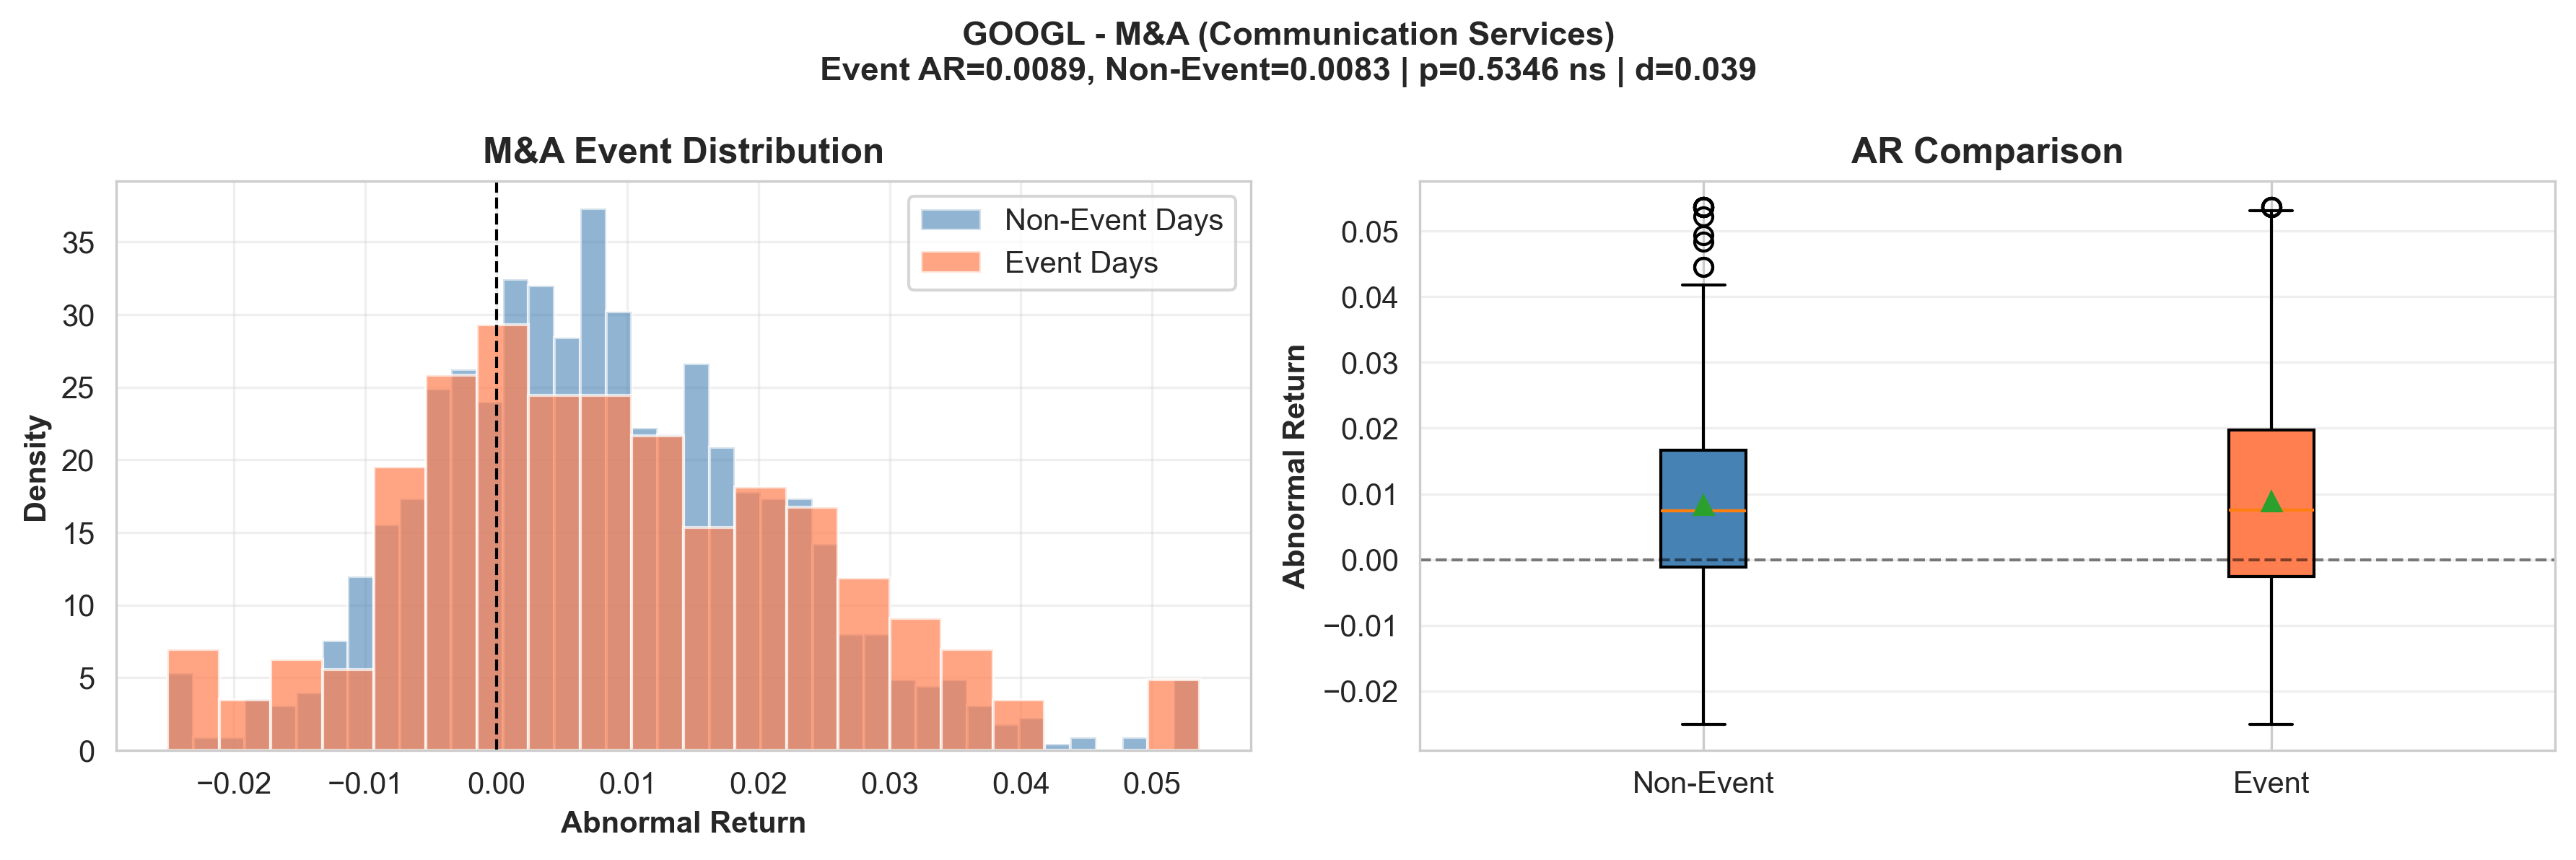 GOOGL - M&A (Communication Services)
Event AR=0.0089, Non-Event=0.0083 | p=0.5346 ns | d=0.039
M&A Event Distribution
Density
35
30
25
20
15
10
5
0
Non-Event Days
Event Days
−0.02 −0.01 0.00 0.01 0.02 0.03 0.04 0.05
Abnormal Return
AR Comparison
Abnormal Return
0.05
0.04
0.03
0.02
0.01
0.00
−0.01
−0.02
Non-Event Event